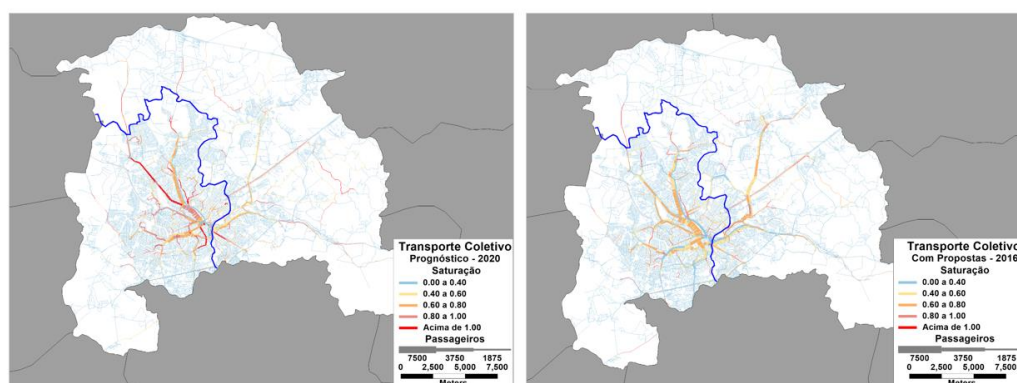 Transporte Coletivo
Prognóstico - 2020
Saturação
0.00 a 0.40
0.40 a 0.60
0.60 a 0.80
0.80 a 1.00
Acima de 1.00
Passageiros
7500 3750 1875
0 2,500 5,000 7,500
Meters
Transporte Coletivo
Com Propostas - 2016
Saturação
0.00 a 0.40
0.40 a 0.60
0.60 a 0.80
0.80 a 1.00
Acima de 1.00
Passageiros
7500 3750 1875
0 2,500 5,000 7,500
Meters